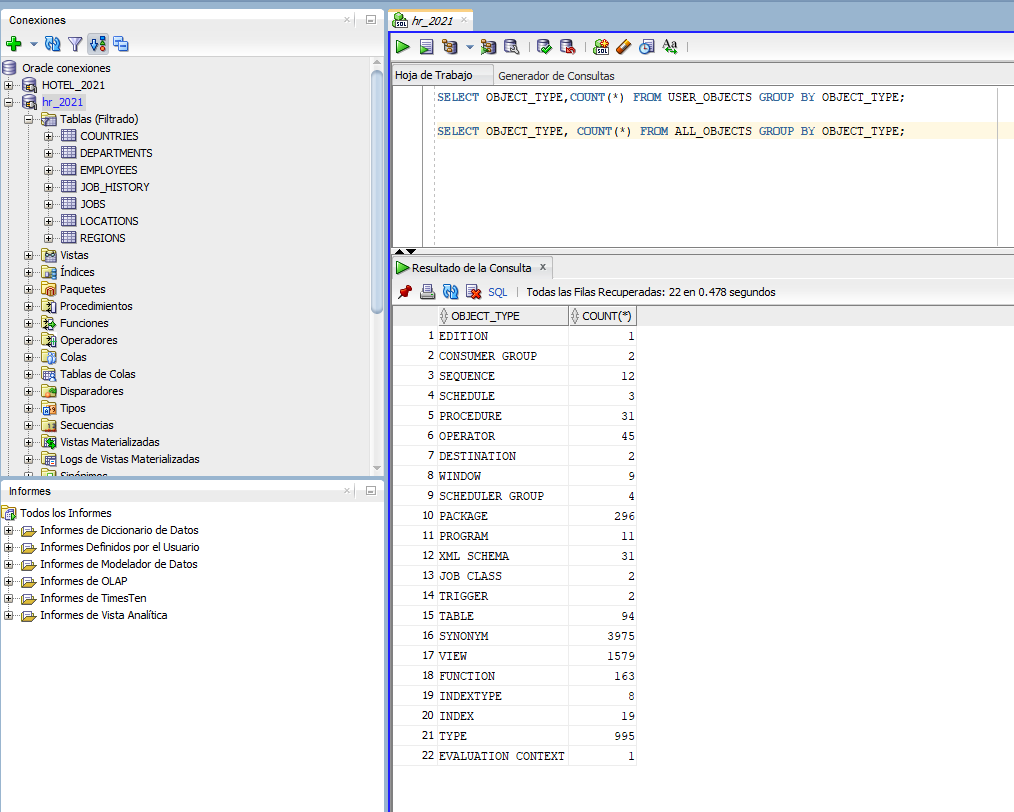 Conexiones
Oracle conexiones
HOTEL_2021
hr_2021
Tablas (Filtrado)
COUNTRIES
DEPARTMENTS
EMPLOYEES
JOB_HISTORY
JOBS
LOCATIONS
REGIONS
Vistas
Índices
Paquetes
Procedimientos
Funciones
Operadores
Colas
Tablas de Colas
Disparadores
Tipos
Secuencias
Vistas Materializadas
Logs de Vistas Materializadas
Sinónimos
Informes
Todos los Informes
Informes de Diccionario de Datos
Informes Definidos por el Usuario
Informes de Modelador de Datos
Informes de OLAP
Informes de TimesTen
Informes de Vista Analítica
hr_2021
Hoja de Trabajo Generador de Consultas
SELECT OBJECT_TYPE,COUNT(*) FROM USER_OBJECTS GROUP BY OBJECT_TYPE;
SELECT OBJECT_TYPE, COUNT(*) FROM ALL_OBJECTS GROUP BY OBJECT_TYPE;
Resultado de la Consulta x
SQL | Todas las Filas Recuperadas: 22 en 0.478 segundos
OBJECT_TYPE COUNT(*)
1 EDITION 1
2 CONSUMER GROUP 2
3 SEQUENCE 12
4 SCHEDULE 3
5 PROCEDURE 31
6 OPERATOR 45
7 DESTINATION 2
8 WINDOW 9
9 SCHEDULER GROUP 4
10 PACKAGE 296
11 PROGRAM 11
12 XML SCHEMA 31
13 JOB CLASS 2
14 TRIGGER 2
15 TABLE 94
16 SYNONYM 3975
17 VIEW 1579
18 FUNCTION 163
19 INDEXTYPE 8
20 INDEX 19
21 TYPE 995
22 EVALUATION CONTEXT 1